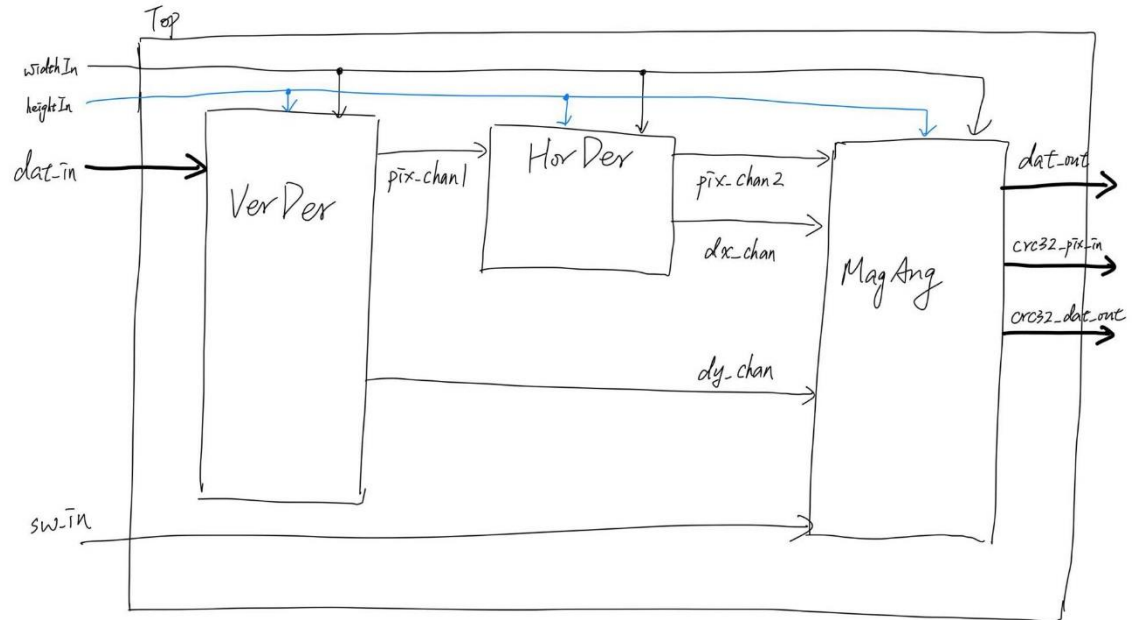 Top
widthIn
heightIn
dat_in
VerDer
pix_chan1
HorDer
pix_chan2
dx_chan
dy_chan
MagAng
dat_out
crc32_pix_in
crc32_dat_out
sw_in